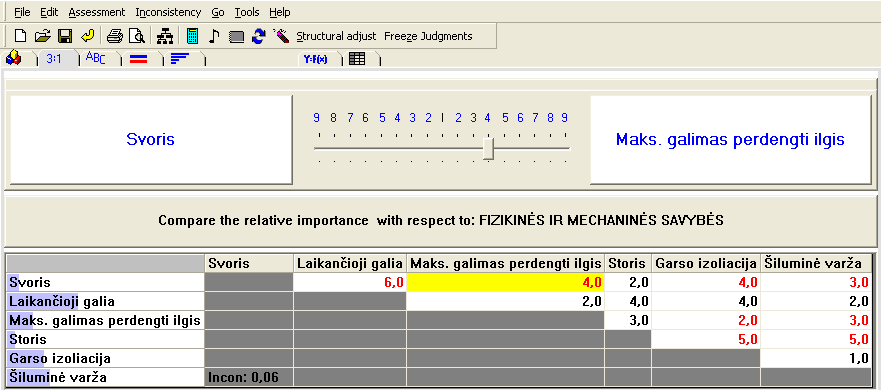 File Edit Assessment Inconsistency Go Tools Help
Structural adjust Freeze Judgments
3:1 ABC Y=F(x)
Svoris
9 8 7 6 5 4 3 2 1 2 3 4 5 6 7 8 9
Maks. galimas perdengti ilgis
Compare the relative importance with respect to: FIZIKINĖS IR MECHANINĖS SAVYBĖS
Svoris Laikančioji galia Maks. galimas perdengti ilgis Storis Garso izoliacija Šiluminė varža
Svoris 6,0 4,0 2,0 4,0 3,0
Laikančioji galia 2,0 4,0 4,0 2,0
Maks. galimas perdengti ilgis 3,0 2,0 3,0
Storis 5,0 5,0
Garso izoliacija 1,0
Šiluminė varža Incon: 0,06